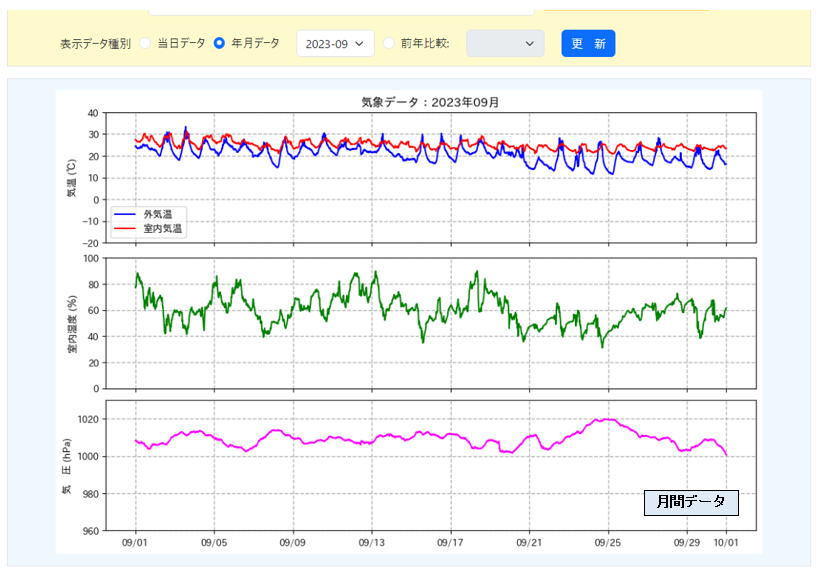 表示データ種別 当日データ 年月データ 2023-09 前年比較: 更 新
気象データ：2023年09月
気温 (℃)
40
30
20
10
0
−10
−20
外気温
室内気温
室内湿度 (%)
100
80
60
40
20
0
気 圧 (hPa)
1020
1000
980
960
月間データ
09/01 09/05 09/09 09/13 09/17 09/21 09/25 09/29 10/01